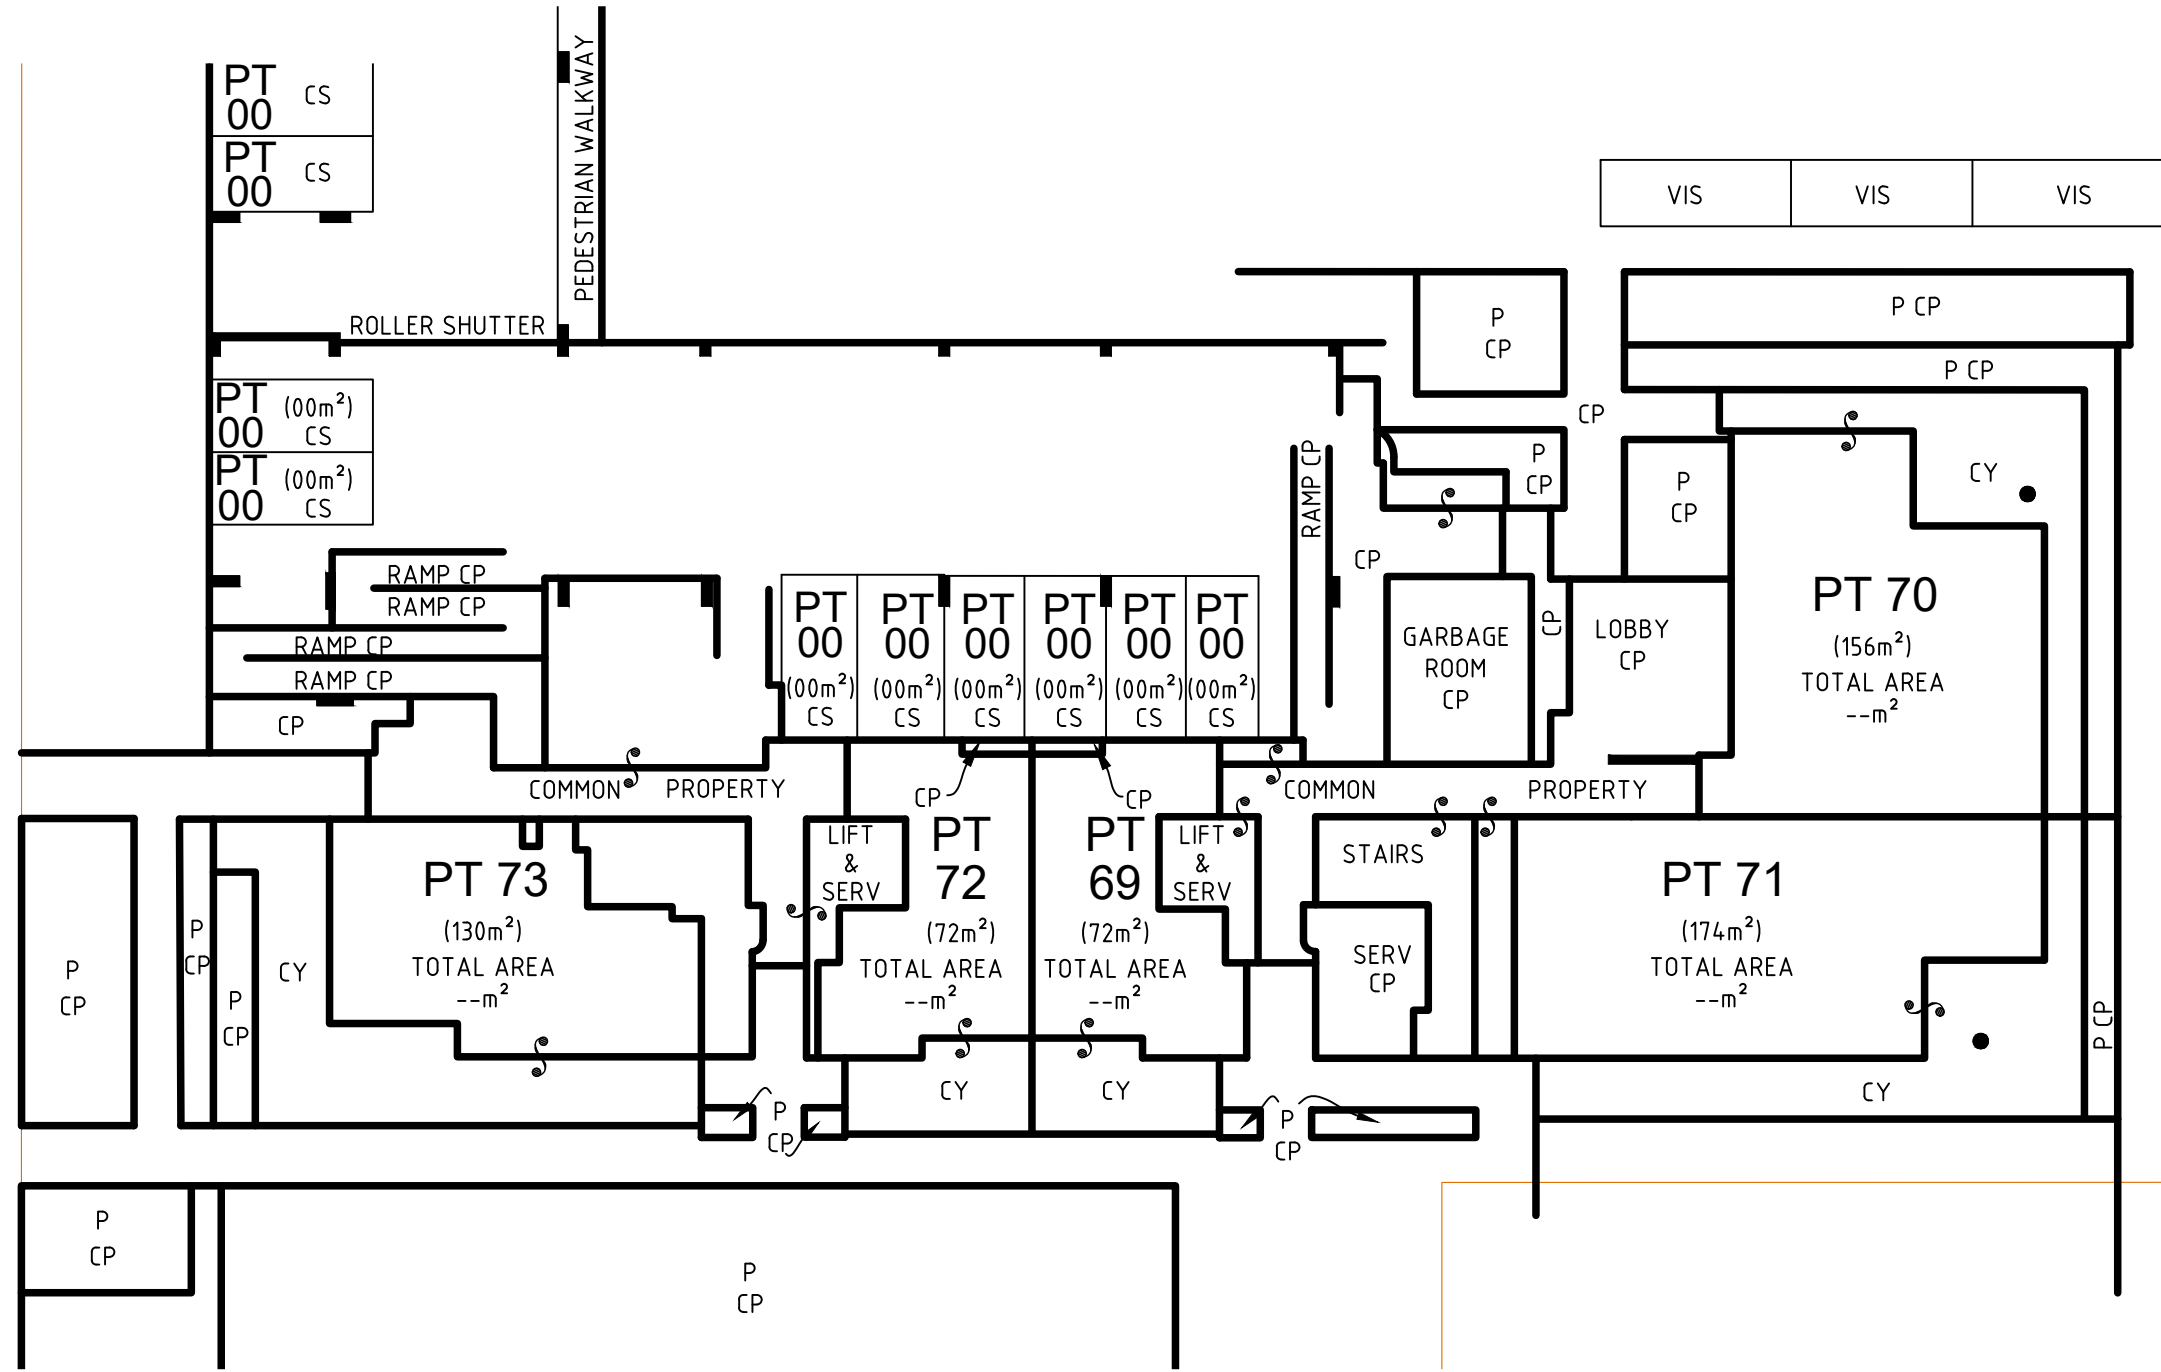 PT
00
CS
PT
00
CS
PEDESTRIAN WALKWAY
VIS
VIS
VIS
ROLLER SHUTTER
P
CP
P CP
P CP
PT
00
(00m²)
CS
PT
00
(00m²)
CS
CP
P
CP
P
CP
CY
RAMP CP
CP
RAMP CP
RAMP CP
RAMP CP
RAMP CP
CP
PT
00
(00m²)
CS
PT
00
(00m²)
CS
PT
00
(00m²)
CS
PT
00
(00m²)
CS
PT
00
(00m²)
CS
PT
00
(00m²)
CS
GARBAGE
ROOM
CP
CP
LOBBY
CP
PT 70
(156m²)
TOTAL AREA
--m²
COMMON PROPERTY
CP
CP
COMMON PROPERTY
P
CP
P
CP
P
CP
CY
PT 73
(130m²)
TOTAL AREA
--m²
LIFT
&
SERV
PT
72
(72m²)
TOTAL AREA
--m²
PT
69
(72m²)
TOTAL AREA
--m²
LIFT
&
SERV
STAIRS
SERV
CP
PT 71
(174m²)
TOTAL AREA
--m²
P CP
CY
CY
CY
P
CP
P
CP
P
CP
P
CP